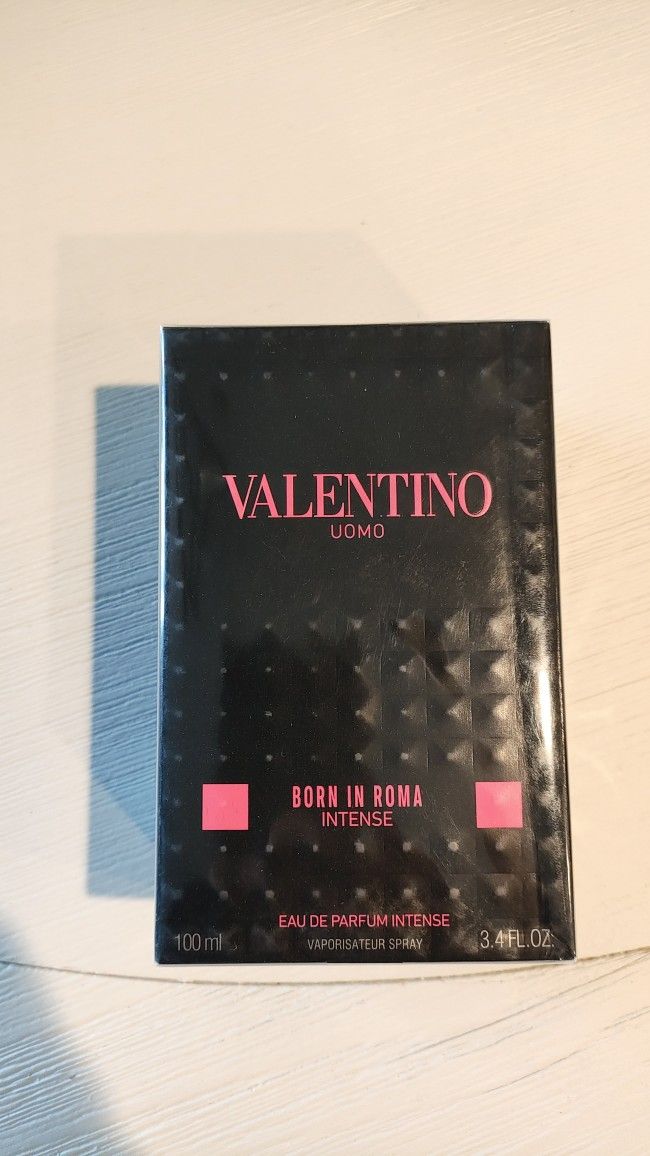 VALENTINO
UOMO
BORN IN ROMA
INTENSE
EAU DE PARFUM INTENSE
100 ml VAPORISATEUR SPRAY 3.4 FL.OZ.